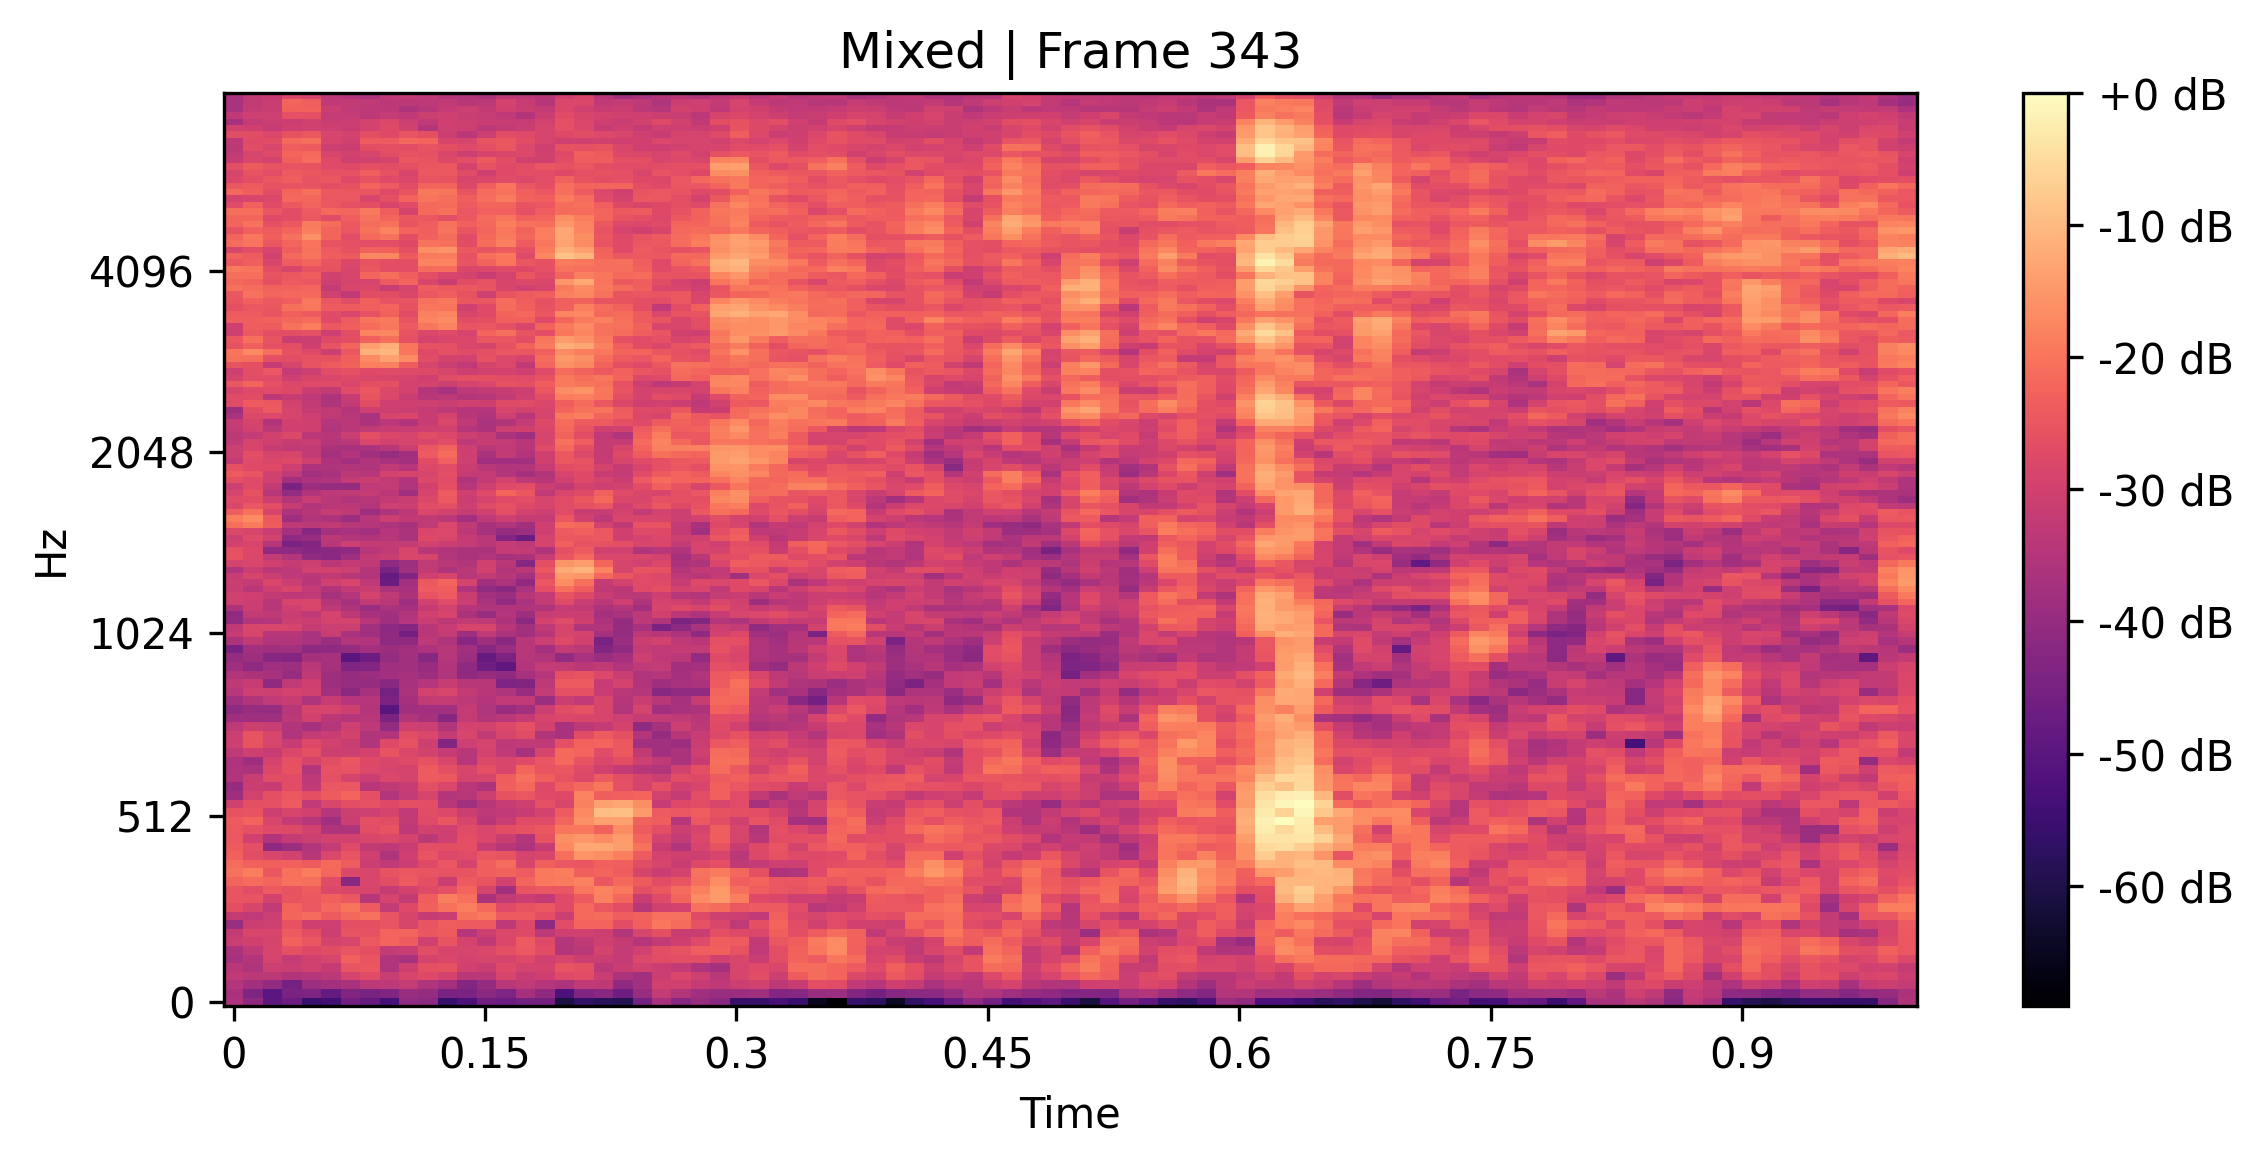 Mixed | Frame 343
Hz
4096
2048
1024
512
0
0 0.15 0.3 0.45 0.6 0.75 0.9
Time
+0 dB
-10 dB
-20 dB
-30 dB
-40 dB
-50 dB
-60 dB